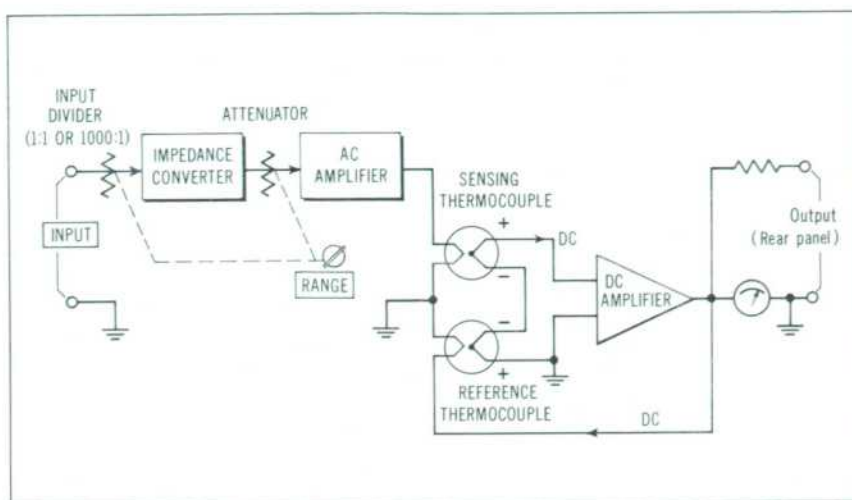 INPUT
DIVIDER
(1:1 OR 1000:1)
ATTENUATOR
IMPEDANCE
CONVERTER
AC
AMPLIFIER
INPUT
RANGE
SENSING
THERMOCOUPLE
+
DC
−
−
+
DC
AMPLIFIER
Output
(Rear panel)
REFERENCE
THERMOCOUPLE
DC